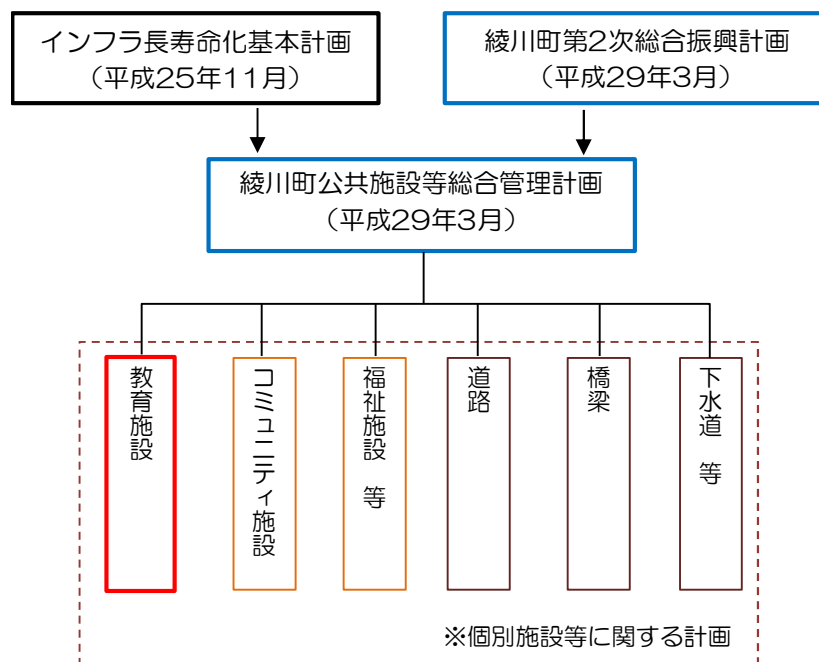 インフラ長寿命化基本計画
（平成25年11月）
綾川町第2次総合振興計画
（平成29年3月）
綾川町公共施設等総合管理計画
（平成29年3月）
教育施設
コミュニティ施設
福祉施設　等
道路
橋梁
下水道　等
※個別施設等に関する計画